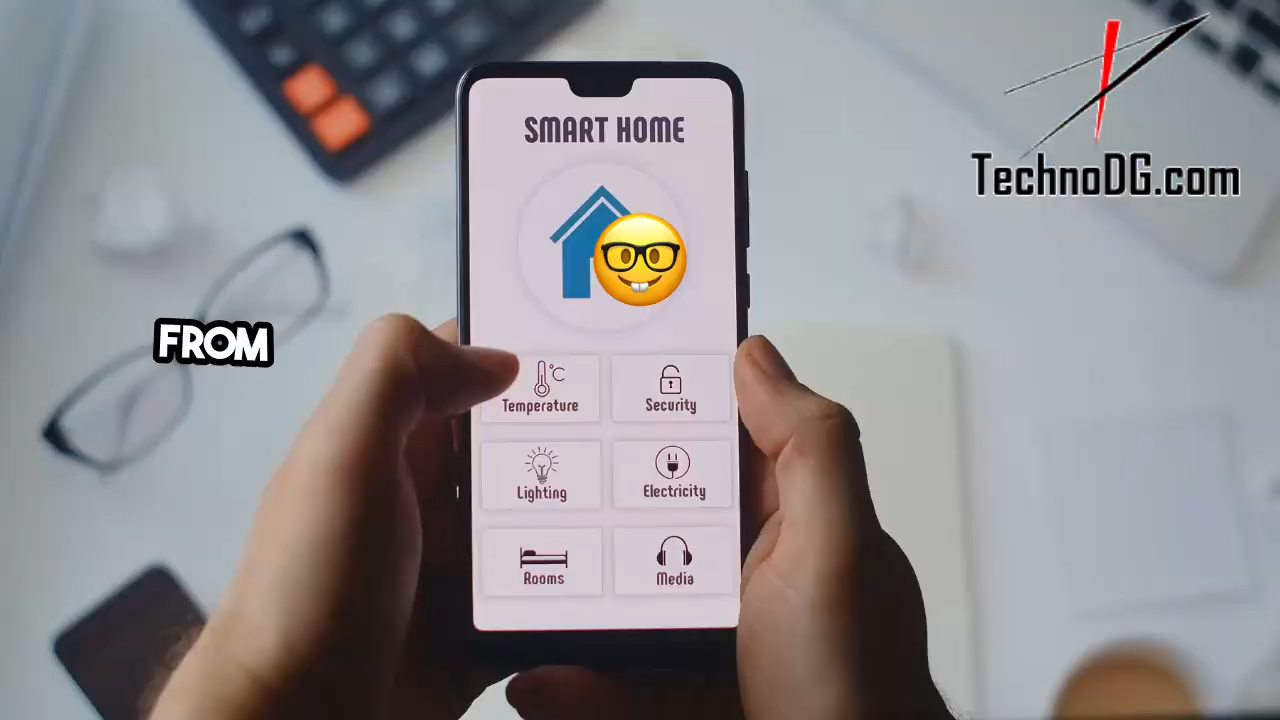 TechnoDG.com
SMART HOME
FROM
°C
Temperature
Security
Lighting
Electricity
Rooms
Media